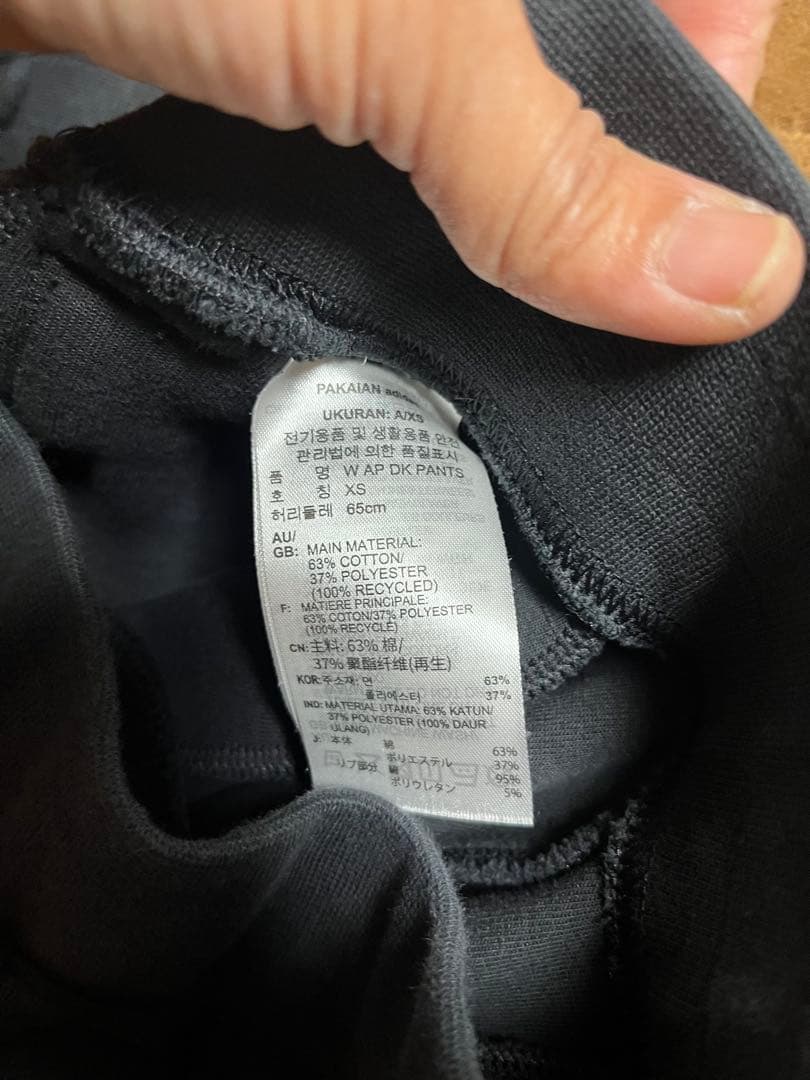 PAKAIAN adidas
UKURAN: A/XS
전기용품 및 생활용품 안전
관리법에 의한 품질표시
품 명 W AP DK PANTS
호 칭 XS
허리둘레 65cm
AU/
GB: MAIN MATERIAL:
63% COTTON/
37% POLYESTER
(100% RECYCLED)
F: MATIERE PRINCIPALE:
63% COTON/37% POLYESTER
(100% RECYCLÉ)
CN: 主料: 63% 棉/
37% 聚酯纤维(再生)
KOR: 주소재: 면 63%
폴리에스터 37%
IND: MATERIAL UTAMA: 63% KATUN/
37% POLYESTER (100% DAUR
ULANG)
J: 本体 綿 63%
ポリエステル 37%
リブ部分 綿 95%
ポリウレタン 5%